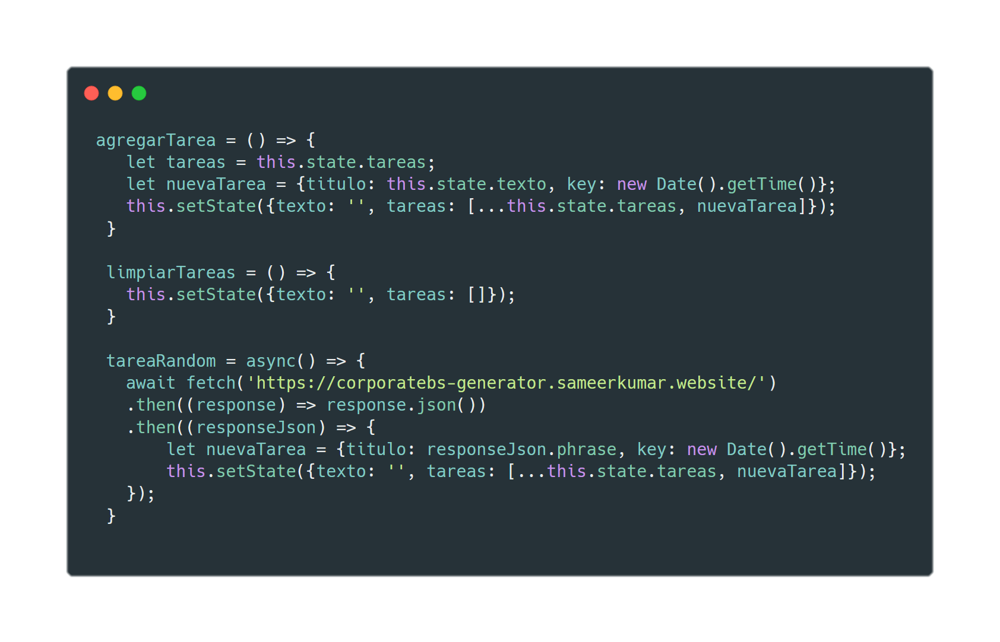 agregarTarea = () => {
   let tareas = this.state.tareas;
   let nuevaTarea = {titulo: this.state.texto, key: new Date().getTime()};
   this.setState({texto: '', tareas: [...this.state.tareas, nuevaTarea]});
 }

 limpiarTareas = () => {
   this.setState({texto: '', tareas: []});
 }

 tareaRandom = async() => {
   await fetch('https://corporatebs-generator.sameerkumar.website/')
   .then((response) => response.json())
   .then((responseJson) => {
       let nuevaTarea = {titulo: responseJson.phrase, key: new Date().getTime()};
       this.setState({texto: '', tareas: [...this.state.tareas, nuevaTarea]});
   });
 }